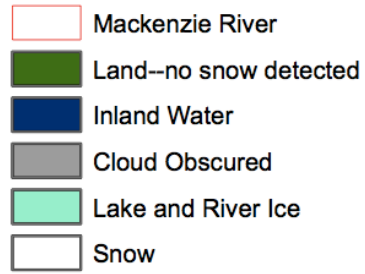 Mackenzie River
Land--no snow detected
Inland Water
Cloud Obscured
Lake and River Ice
Snow